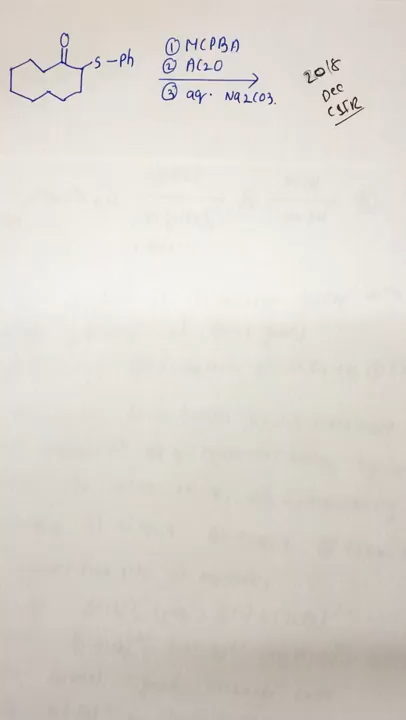 O
S-Ph
① MCPBA
② AC2O
③ aq. Na2CO3.
2018
Dec
CSIR